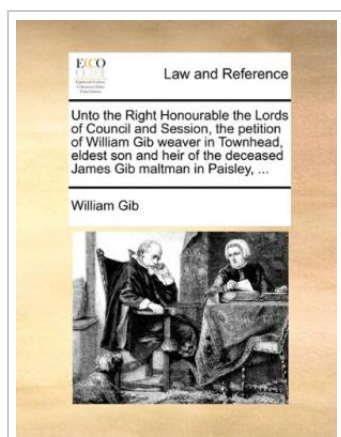 ECCO
Law and Reference
Unto the Right Honourable the Lords
of Council and Session, the petition
of William Gib weaver in Townhead,
eldest son and heir of the deceased
James Gib maltman in Paisley, ...
William Gib